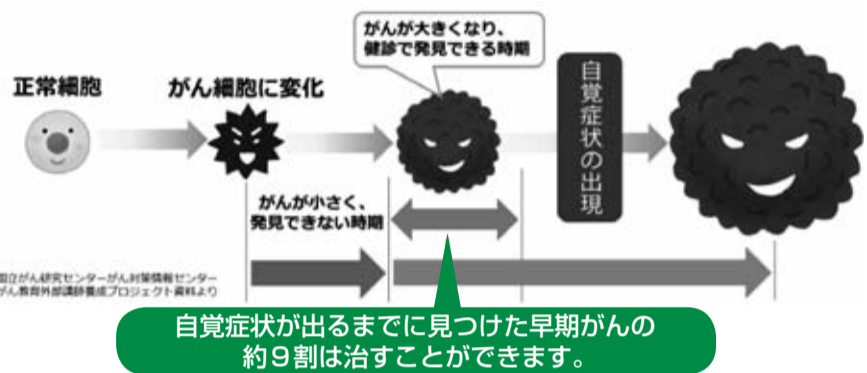 がんが大きくなり、
健診で発見できる時期
正常細胞
がん細胞に変化
自覚症状の出現
がんが小さく、
発見できない時期
国立がん研究センターがん対策情報センター
がん教育外部講師養成プロジェクト資料より
自覚症状が出るまでに見つけた早期がんの
約9割は治すことができます。